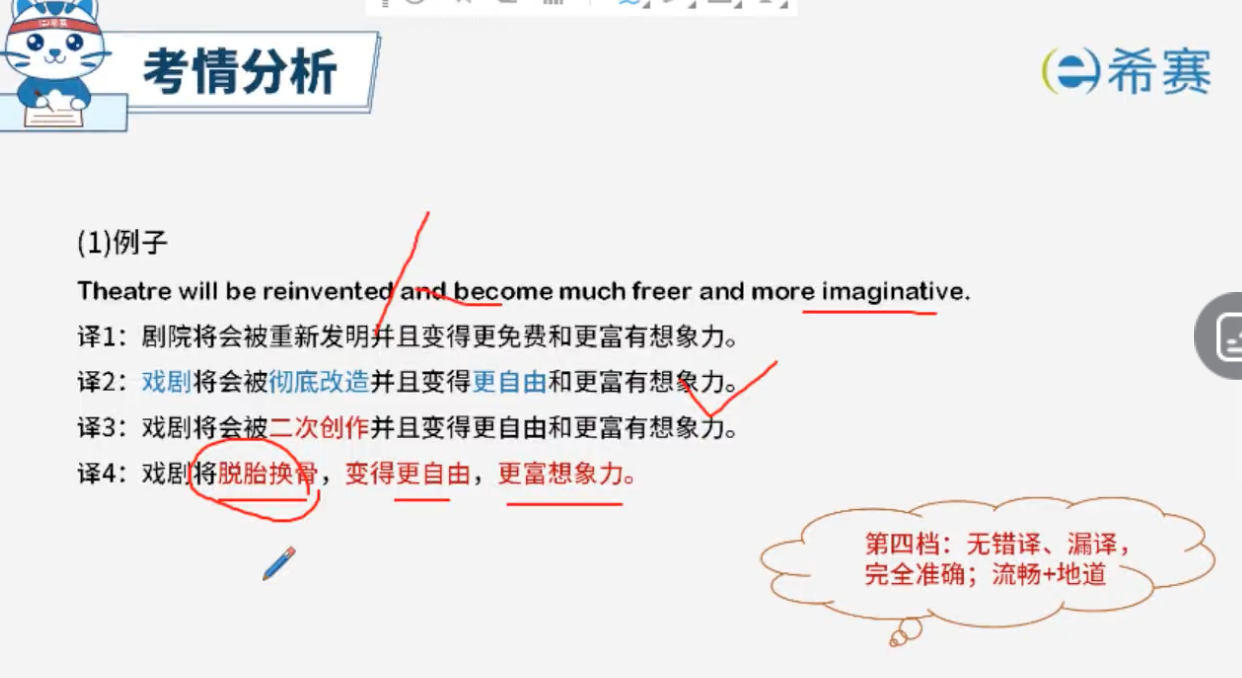 考情分析
希赛
(1)例子
Theatre will be reinvented and become much freer and more imaginative.
译1：剧院将会被重新发明并且变得更免费和更富有想象力。
译2：戏剧将会被彻底改造并且变得更自由和更富有想象力。
译3：戏剧将会被二次创作并且变得更自由和更富有想象力。
译4：戏剧将脱胎换骨，变得更自由，更富想象力。
第四档：无错译、漏译，
完全准确；流畅+地道